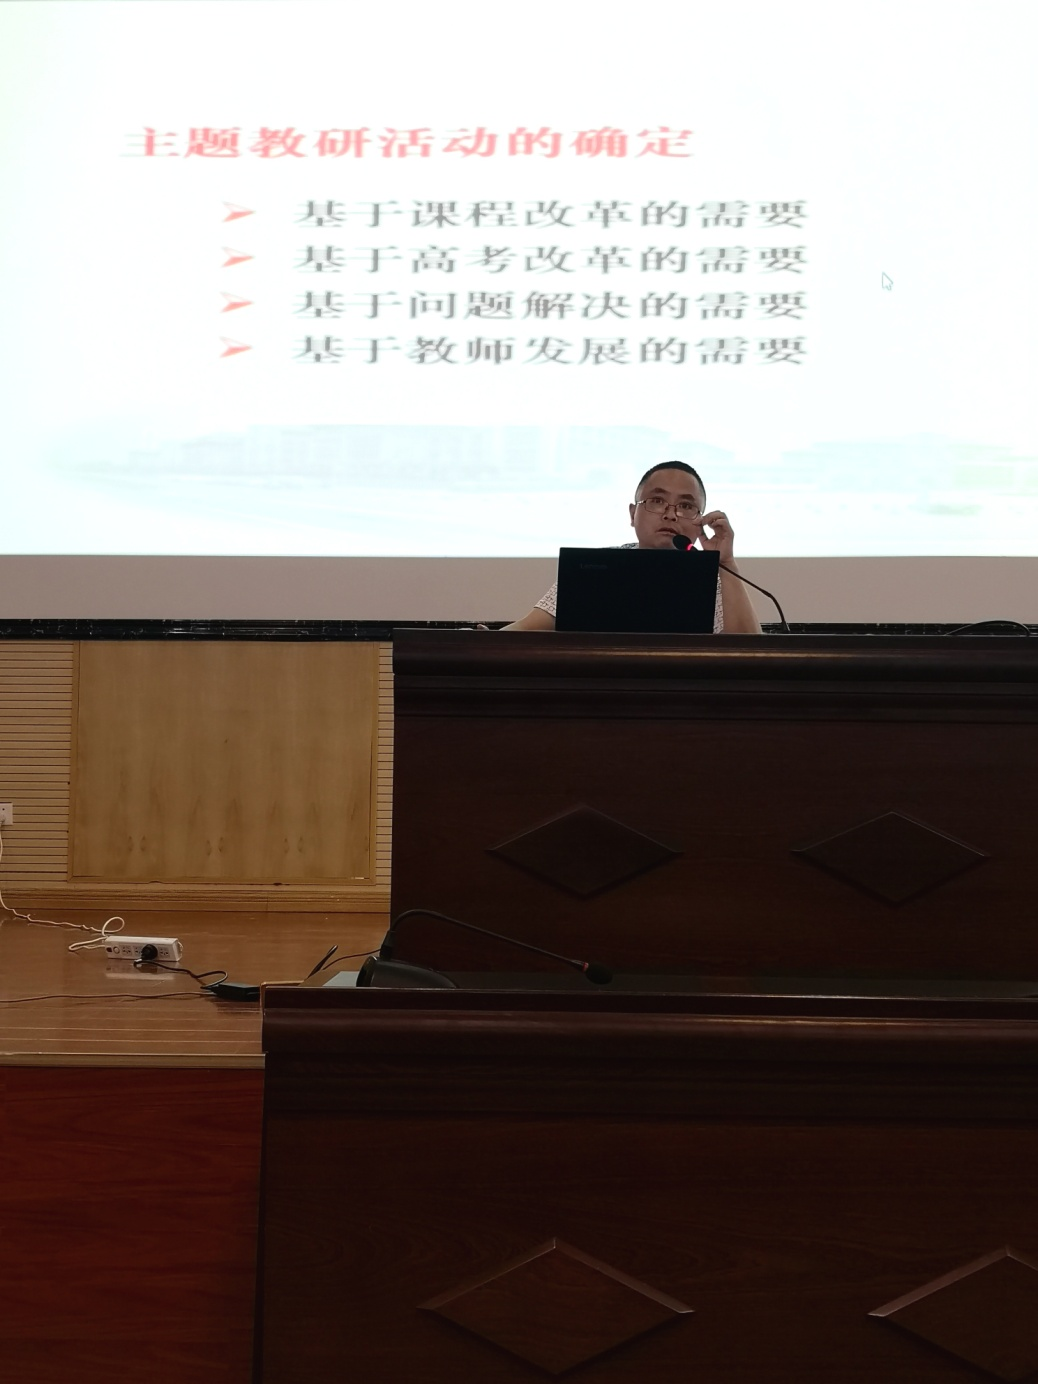 主题教研活动的确定
基于课程改革的需要
基于高考改革的需要
基于问题解决的需要
基于教师发展的需要